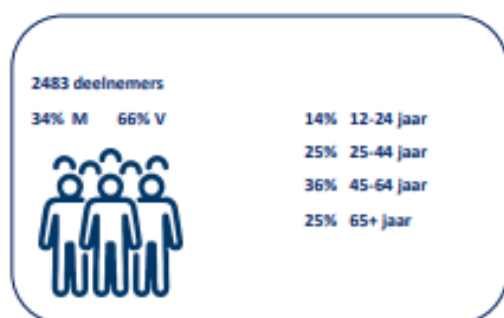 2483 deelnemers
34% M 66% V
14% 12-24 jaar
25% 25-44 jaar
36% 45-64 jaar
25% 65+ jaar